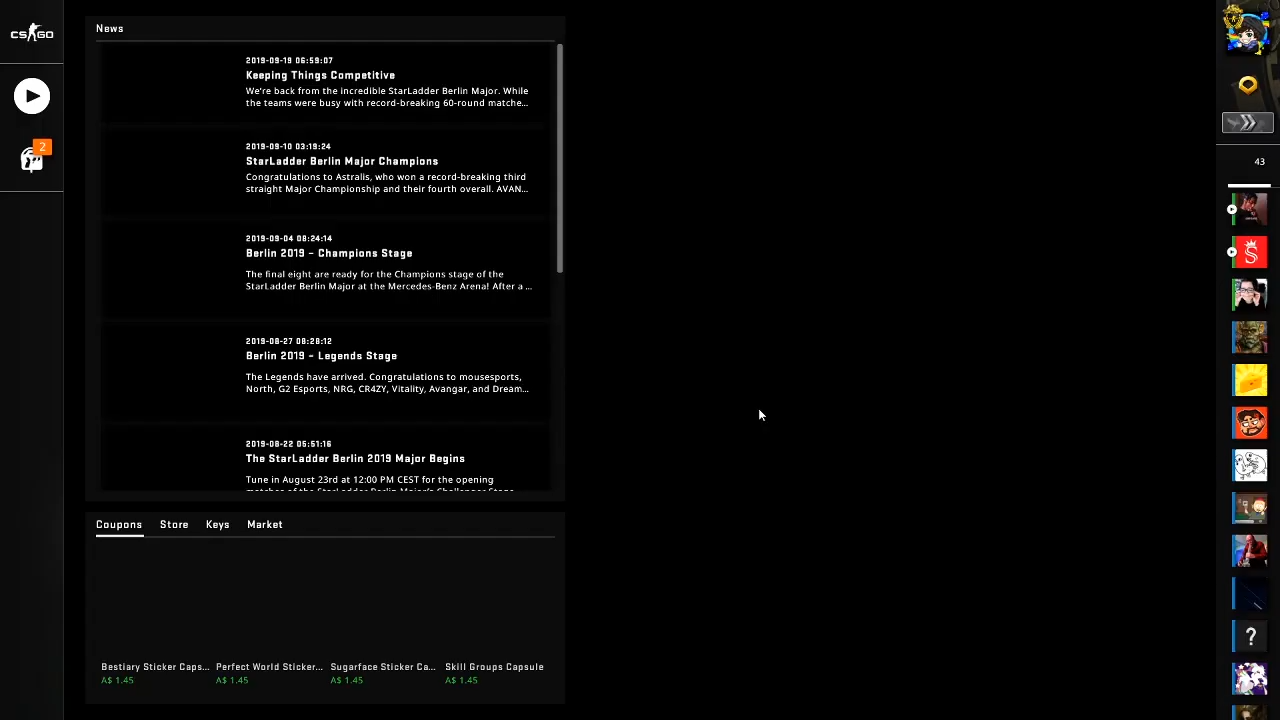 CS GO
News
2019-09-19 06:59:07
Keeping Things Competitive
We're back from the incredible StarLadder Berlin Major. While
the teams were busy with record-breaking 60-round matche...
2019-09-10 03:19:24
StarLadder Berlin Major Champions
Congratulations to Astralis, who won a record-breaking third
straight Major Championship and their fourth overall. AVAN...
2019-09-04 08:24:14
Berlin 2019 – Champions Stage
The final eight are ready for the Champions stage of the
StarLadder Berlin Major at the Mercedes-Benz Arena! After a ...
2019-08-27 08:28:12
Berlin 2019 – Legends Stage
The Legends have arrived. Congratulations to mousesports,
North, G2 Esports, NRG, CR4ZY, Vitality, Avangar, and Dream...
2019-08-22 05:51:16
The StarLadder Berlin 2019 Major Begins
Tune in August 23rd at 12:00 PM CEST for the opening
matches of the StarLadder Berlin Major's Challenger Stage
Coupons Store Keys Market
Bestiary Sticker Caps... Perfect World Sticker... Sugarface Sticker Ca... Skill Groups Capsule
A$ 1.45 A$ 1.45 A$ 1.45 A$ 1.45
2
43
S
?